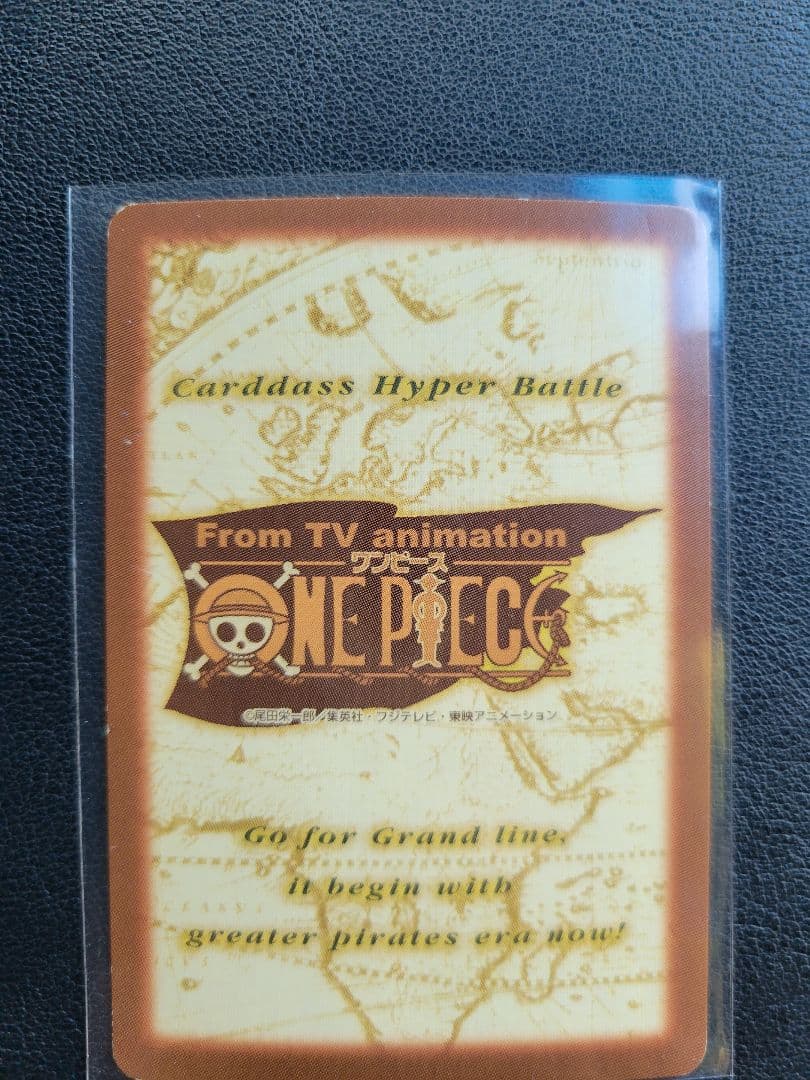 Carddass Hyper Battle
From TV animation
ワンピース
ONE PIECE
©尾田栄一郎／集英社・フジテレビ・東映アニメーション
Go for Grand line,
it begin with
greater pirates era now!